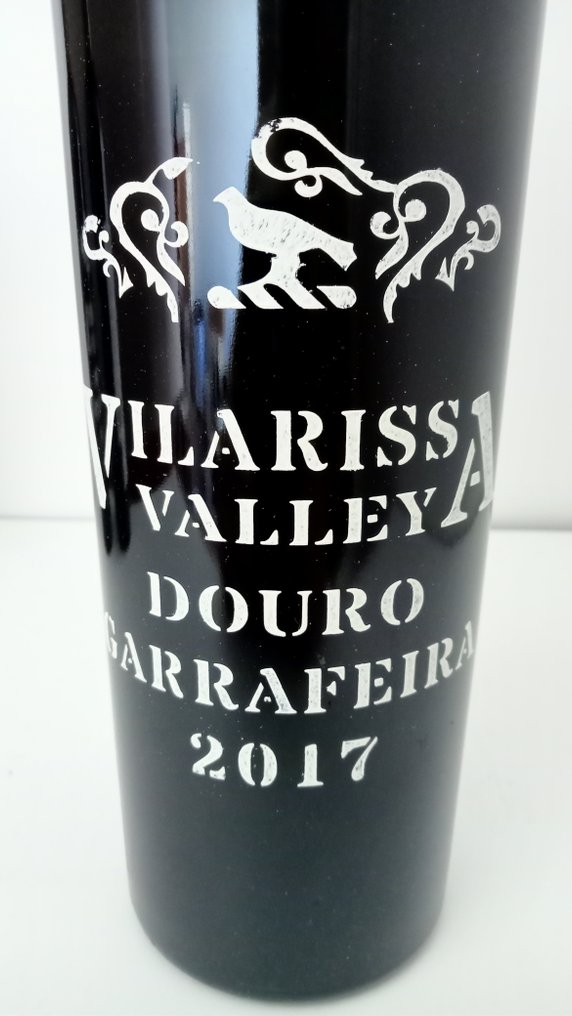 VILARISSA
VALLEY
DOURO
GARRAFEIRA
2017